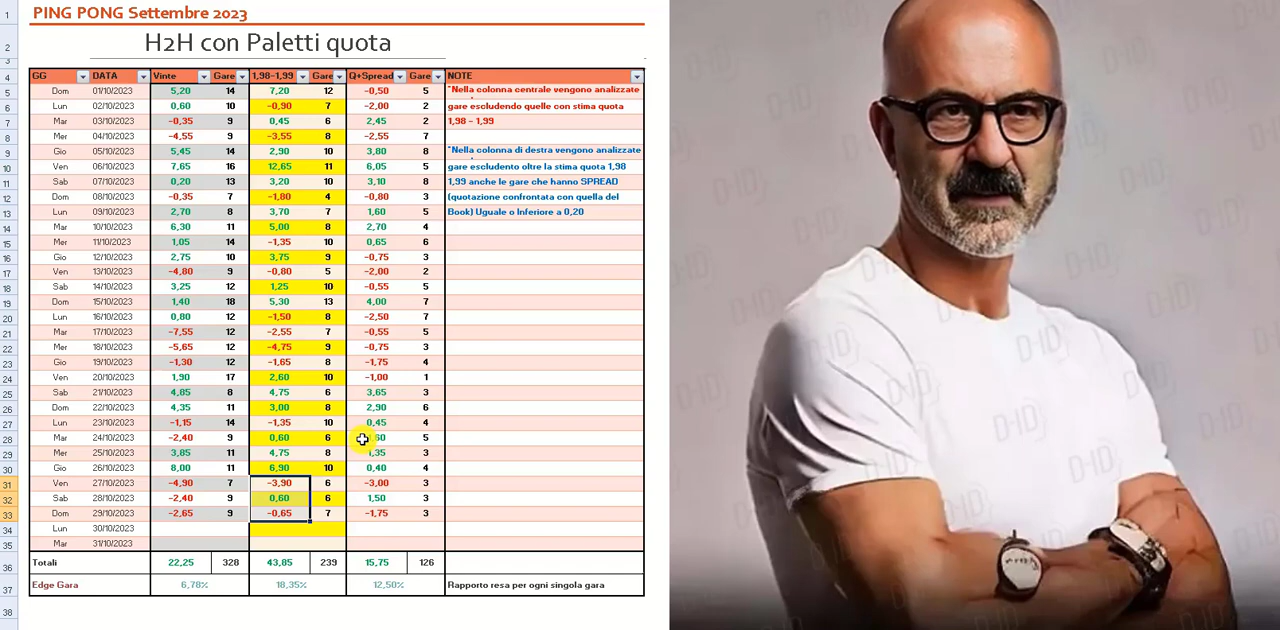 PING PONG Settembre 2023
H2H con Paletti quota
GG DATA Vinte Gare 1,98-1,99 Gare Q+Spread Gare NOTE
Dom 01/10/2023 5,20 14 7,20 12 -0,50 5 "Nella colonna centrale vengono analizzate
Lun 02/10/2023 0,60 10 -0,90 7 -2,00 2 gare escludendo quelle con stima quota
Mar 03/10/2023 -0,35 9 0,45 6 2,45 2 1,98 - 1,99
Mer 04/10/2023 -4,55 9 -3,55 8 -2,55 7
Gio 05/10/2023 5,45 14 2,90 10 3,80 8 "Nella colonna di destra vengono analizzate
Ven 06/10/2023 7,65 16 12,65 11 6,05 5 gare escludento oltre la stima quota 1,98
Sab 07/10/2023 0,20 13 3,20 10 3,10 8 1,99 anche le gare che hanno SPREAD
Dom 08/10/2023 -0,35 7 -1,80 4 -0,80 3 (quotazione confrontata con quella del
Lun 09/10/2023 2,70 8 3,70 7 1,60 5 Book) Uguale o Inferiore a 0,20
Mar 10/10/2023 6,30 11 5,00 8 2,70 4
Mer 11/10/2023 1,05 14 -1,35 10 0,65 6
Gio 12/10/2023 2,75 10 3,75 9 -0,75 3
Ven 13/10/2023 -4,80 9 -0,80 5 -2,00 2
Sab 14/10/2023 3,25 12 1,25 10 -0,55 5
Dom 15/10/2023 1,40 18 5,30 13 4,00 7
Lun 16/10/2023 0,80 12 -1,50 8 -2,50 7
Mar 17/10/2023 -7,55 12 -2,55 7 -0,55 5
Mer 18/10/2023 -5,65 12 -4,75 9 -0,75 3
Gio 19/10/2023 -1,30 12 -1,65 8 -1,75 4
Ven 20/10/2023 1,90 17 2,60 10 -1,00 1
Sab 21/10/2023 4,85 8 4,75 6 3,65 3
Dom 22/10/2023 4,35 11 3,00 8 2,90 6
Lun 23/10/2023 -1,15 14 -1,35 10 0,45 4
Mar 24/10/2023 -2,40 9 0,60 6 5
Mer 25/10/2023 3,85 11 4,75 8 1,35 3
Gio 26/10/2023 8,00 11 6,90 10 0,40 4
Ven 27/10/2023 -4,90 7 -3,90 6 -3,00 3
Sab 28/10/2023 -2,40 9 0,60 6 1,50 3
Dom 29/10/2023 -2,65 9 -0,65 7 -1,75 3
Lun 30/10/2023
Mar 31/10/2023
Totali 22,25 328 43,85 239 15,75 126
Edge Gara 6,78% 18,35% 12,50% Rapporto resa per ogni singola gara